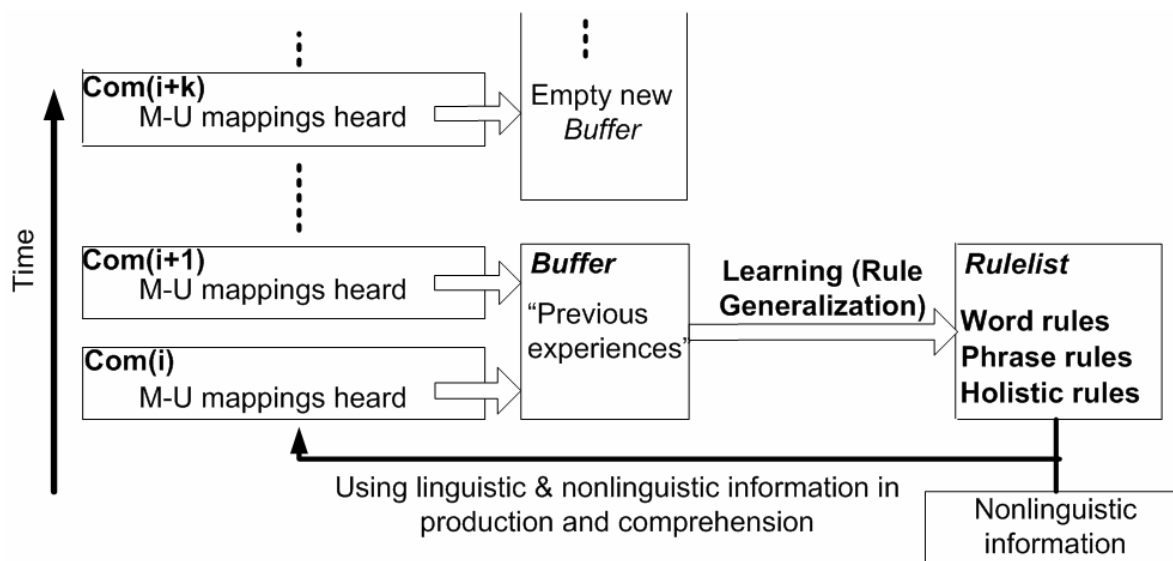 Com(i+k)
M-U mappings heard
Empty new
Buffer
Time
Com(i+1)
M-U mappings heard
Buffer
“Previous
experiences”
Learning (Rule
Generalization)
Rulelist
Word rules
Phrase rules
Holistic rules
Com(i)
M-U mappings heard
Using linguistic & nonlinguistic information in
production and comprehension
Nonlinguistic
information